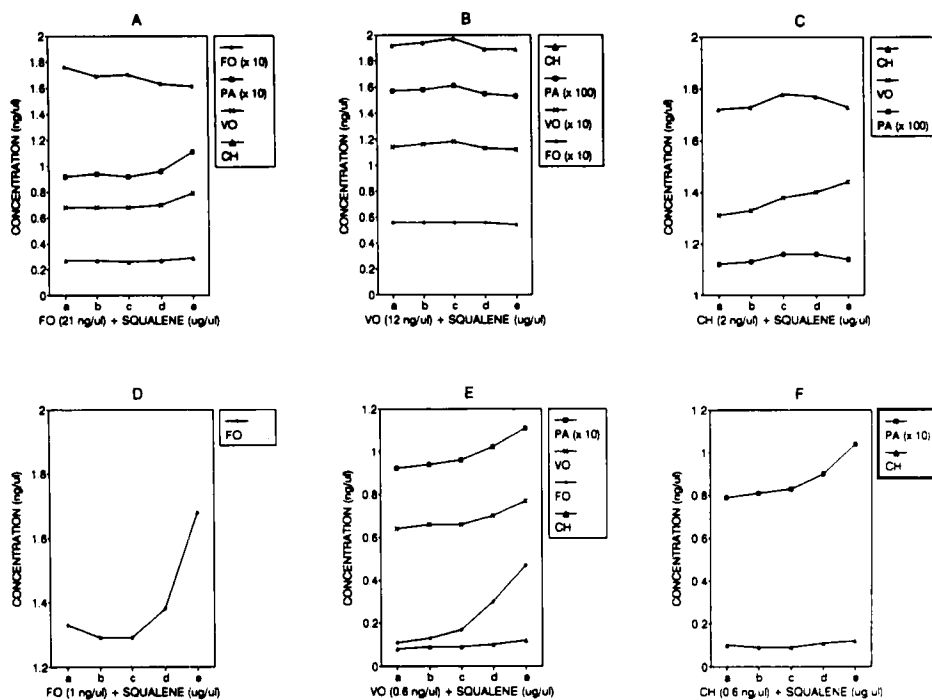 A
CONCENTRATION (ng/ul)
2
1.8
1.6
1.4
1.2
1
0.8
0.6
0.4
0.2
0
a b c d e
FO (21 ng/ul) + SQUALENE (ug/ul)
FO (x 10)
PA (x 10)
VO
CH
B
CONCENTRATION (ng/ul)
2
1.8
1.6
1.4
1.2
1
0.8
0.6
0.4
0.2
0
a b c d e
VO (12 ng/ul) + SQUALENE (ug/ul)
CH
PA (x 100)
VO (x 10)
FO (x 10)
C
CONCENTRATION (ng/ul)
2
1.8
1.6
1.4
1.2
1
a b c d e
CH (2 ng/ul) + SQUALENE (ug/ul)
CH
VO
PA (x 100)
D
CONCENTRATION (ng/ul)
2
1.8
1.6
1.4
1.2
a b c d e
FO (1 ng/ul) + SQUALENE (ug/ul)
FO
E
CONCENTRATION (ng/ul)
1.2
1
0.8
0.6
0.4
0.2
0
a b c d e
VO (0.6 ng/ul) + SQUALENE (ug/ul)
PA (x 10)
VO
FO
CH
F
CONCENTRATION (ng/ul)
1.2
1
0.8
0.6
0.4
0.2
0
a b c d e
CH (0.6 ng/ul) + SQUALENE (ug/ul)
PA (x 10)
CH